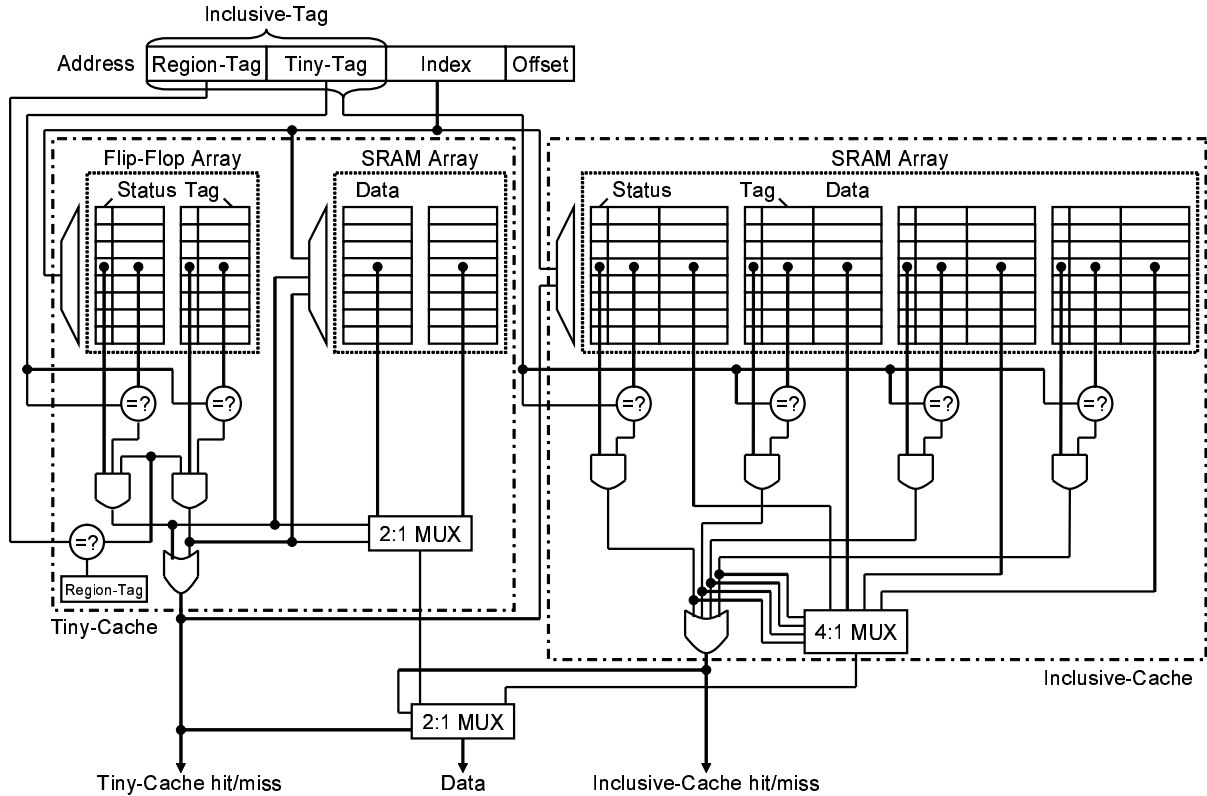 Inclusive-Tag
Address Region-Tag Tiny-Tag Index Offset
Flip-Flop Array SRAM Array SRAM Array
Status Tag Data Status Tag Data
=? =? =? =? =? =?
2:1 MUX
=?
Region-Tag
Tiny-Cache
4:1 MUX
Inclusive-Cache
2:1 MUX
Tiny-Cache hit/miss Data Inclusive-Cache hit/miss